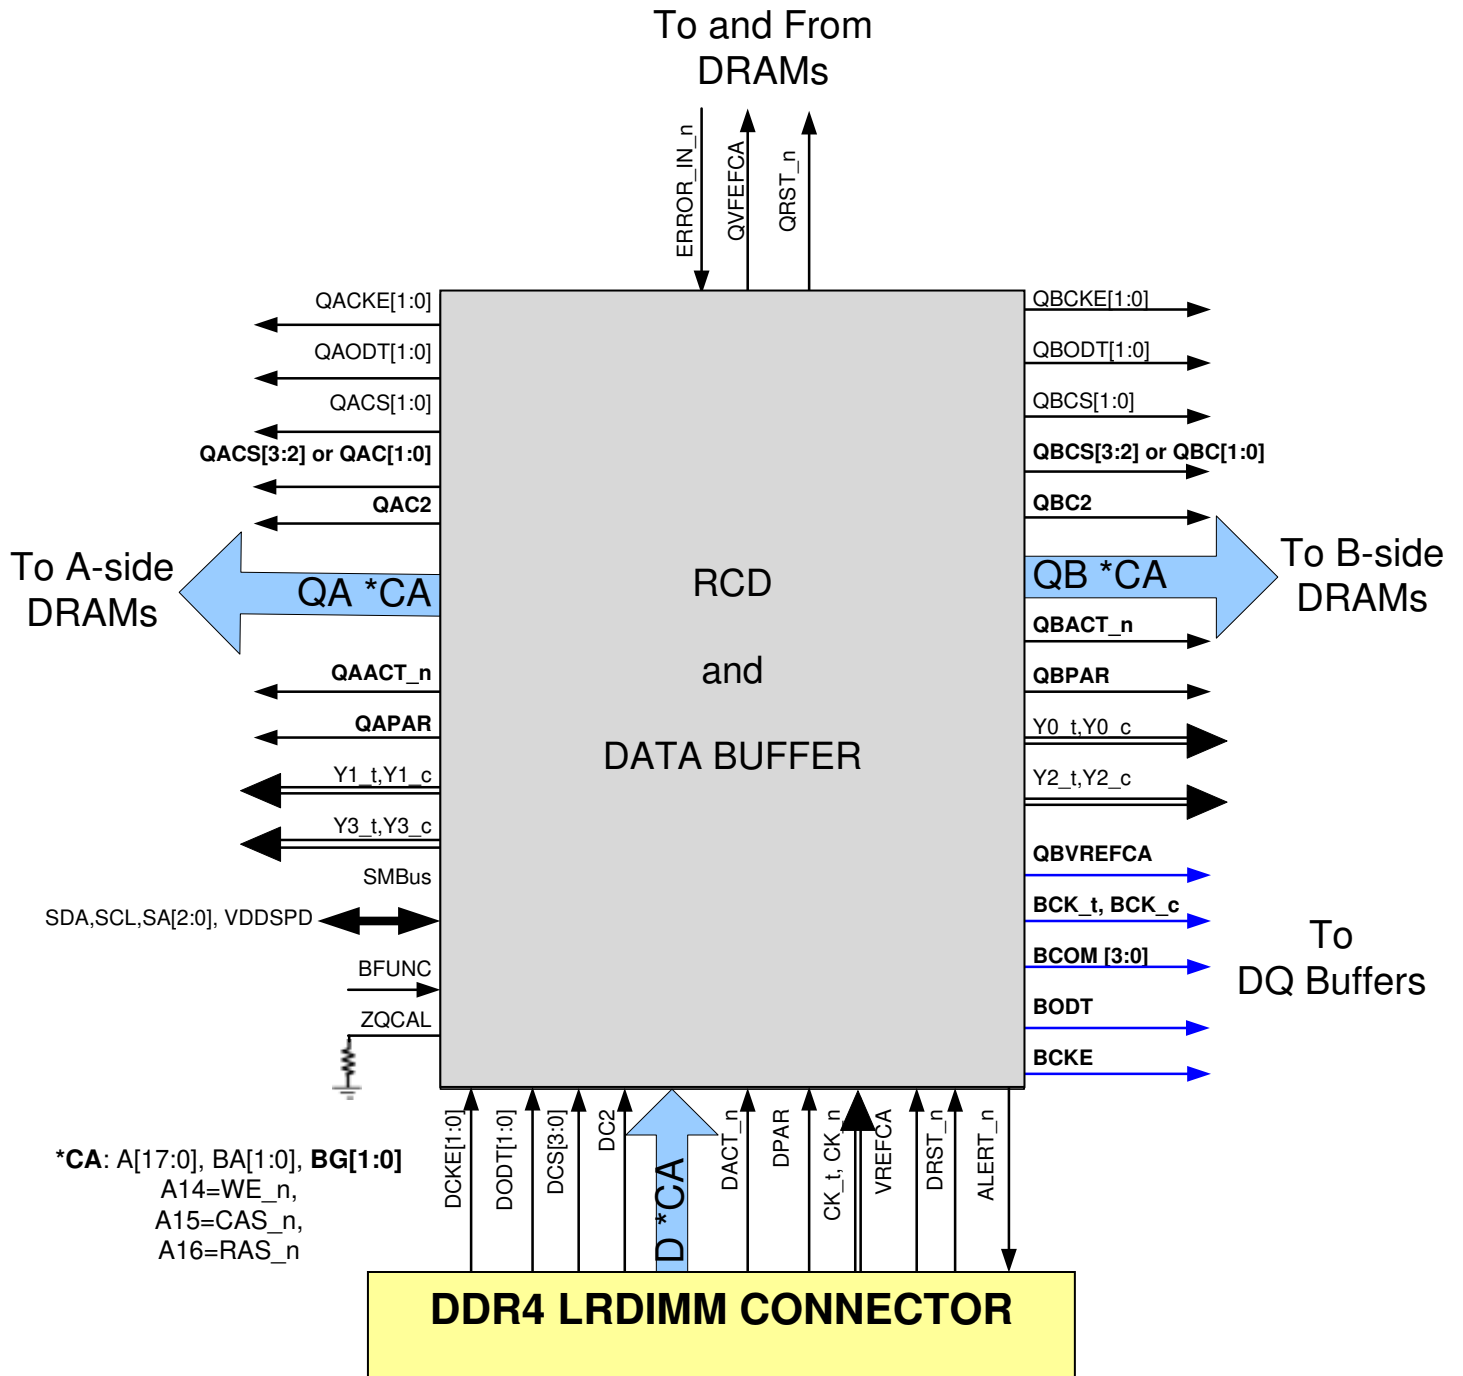 To and From
DRAMs
ERROR_IN_n
QVFEFCA
QRST_n
QACKE[1:0]
QAODT[1:0]
QACS[1:0]
QACS[3:2] or QAC[1:0]
QAC2
To A-side
DRAMs
QA *CA
QAACT_n
QAPAR
Y1_t,Y1_c
Y3_t,Y3_c
SMBus
SDA,SCL,SA[2:0], VDDSPD
BFUNC
ZQCAL
RCD
and
DATA BUFFER
QBCKE[1:0]
QBODT[1:0]
QBCS[1:0]
QBCS[3:2] or QBC[1:0]
QBC2
QB *CA
To B-side
DRAMs
QBACT_n
QBPAR
Y0_t,Y0_c
Y2_t,Y2_c
QBVREFCA
BCK_t, BCK_c
BCOM [3:0]
BODT
BCKE
To
DQ Buffers
DCKE[1:0]
DODT[1:0]
DCS[3:0]
DC2
D *CA
DACT_n
DPAR
CK_t, CK_n
VREFCA
DRST_n
ALERT_n
*CA: A[17:0], BA[1:0], BG[1:0]
A14=WE_n,
A15=CAS_n,
A16=RAS_n
DDR4 LRDIMM CONNECTOR